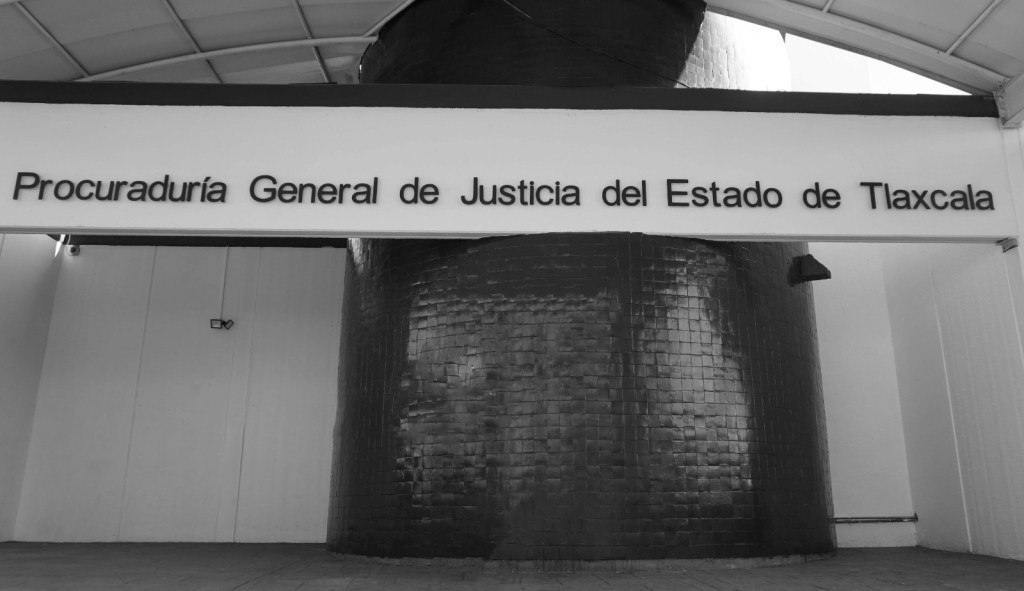 Procuraduría General de Justicia del Estado de Tlaxcala